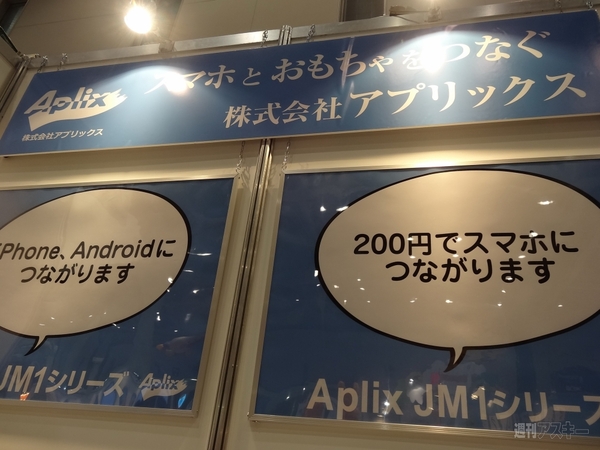 スマホとおもちゃをつなぐ
Aplix
株式会社アプリックス
株式会社アプリックス
iPhone、Androidに
つながります
JM1シリーズ Aplix
200円でスマホに
つながります
Aplix JM1シリーズ
週刊アスキー